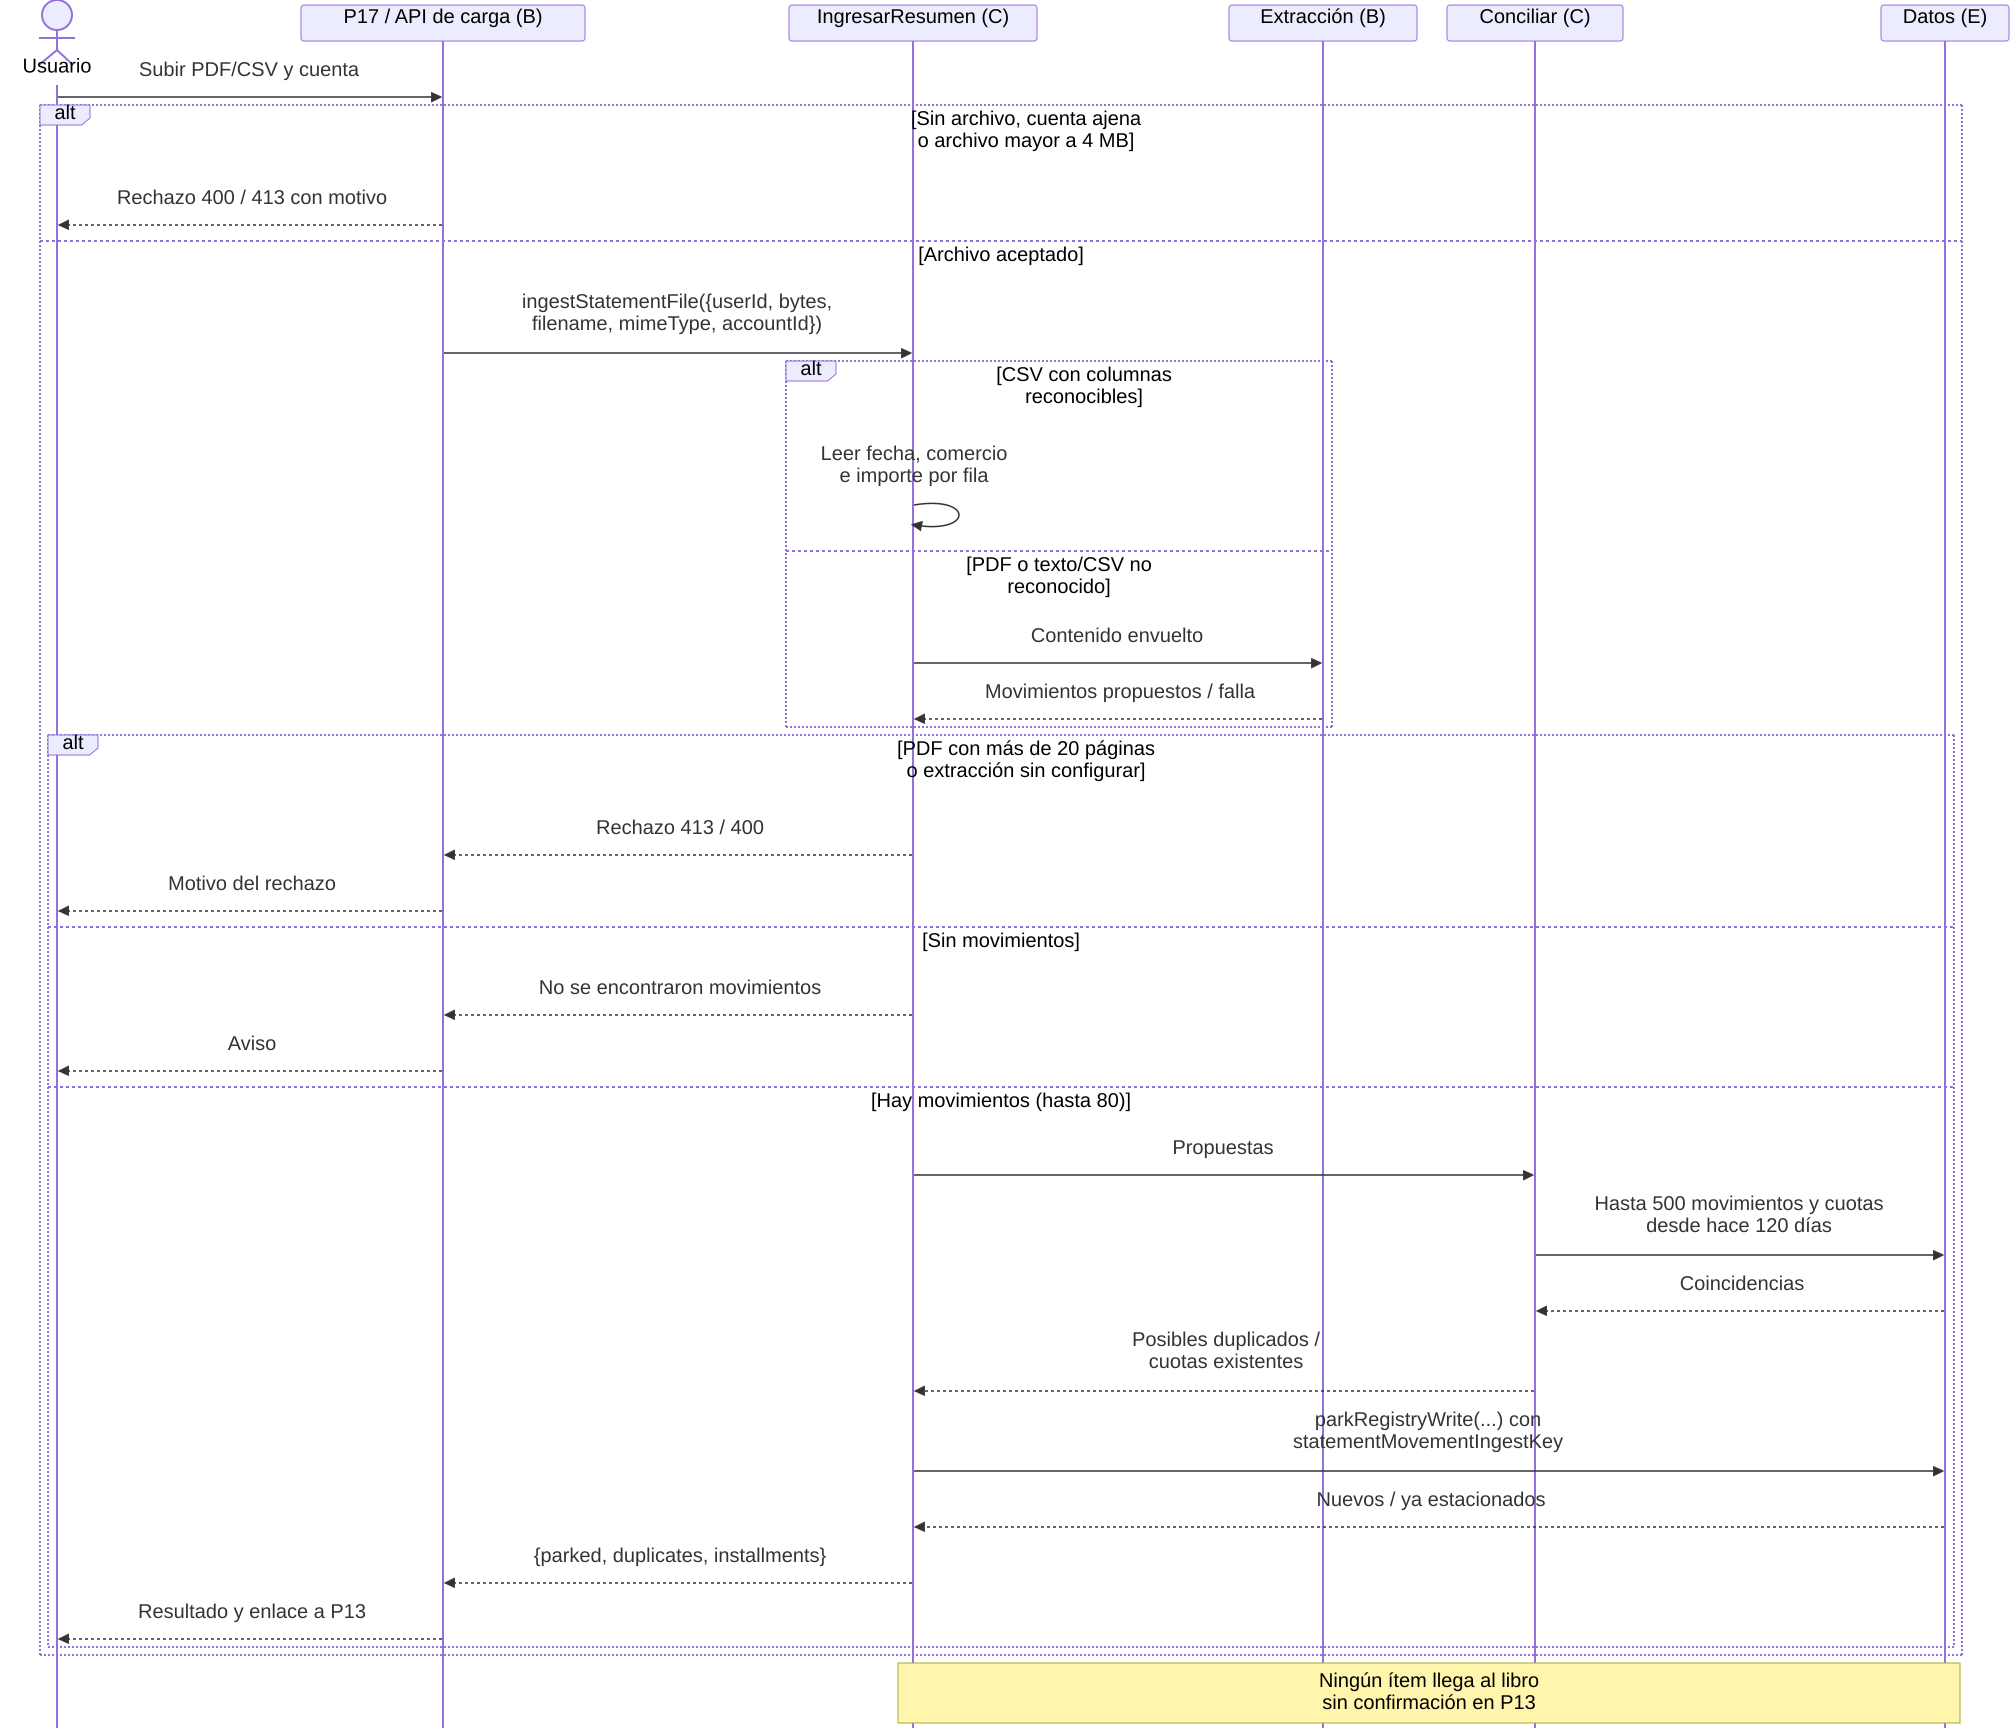 P17 / API de carga (B)
IngresarResumen (C)
Extracción (B)
Conciliar (C)
Datos (E)
Usuario
Subir PDF/CSV y cuenta
alt
[Sin archivo, cuenta ajena
o archivo mayor a 4 MB]
Rechazo 400 / 413 con motivo
[Archivo aceptado]
ingestStatementFile({userId, bytes,
filename, mimeType, accountId})
alt
[CSV con columnas
reconocibles]
Leer fecha, comercio
e importe por fila
[PDF o texto/CSV no
reconocido]
Contenido envuelto
Movimientos propuestos / falla
alt
[PDF con más de 20 páginas
o extracción sin configurar]
Rechazo 413 / 400
Motivo del rechazo
[Sin movimientos]
No se encontraron movimientos
Aviso
[Hay movimientos (hasta 80)]
Propuestas
Hasta 500 movimientos y cuotas
desde hace 120 días
Coincidencias
Posibles duplicados /
cuotas existentes
parkRegistryWrite(...) con
statementMovementIngestKey
Nuevos / ya estacionados
{parked, duplicates, installments}
Resultado y enlace a P13
Ningún ítem llega al libro
sin confirmación en P13